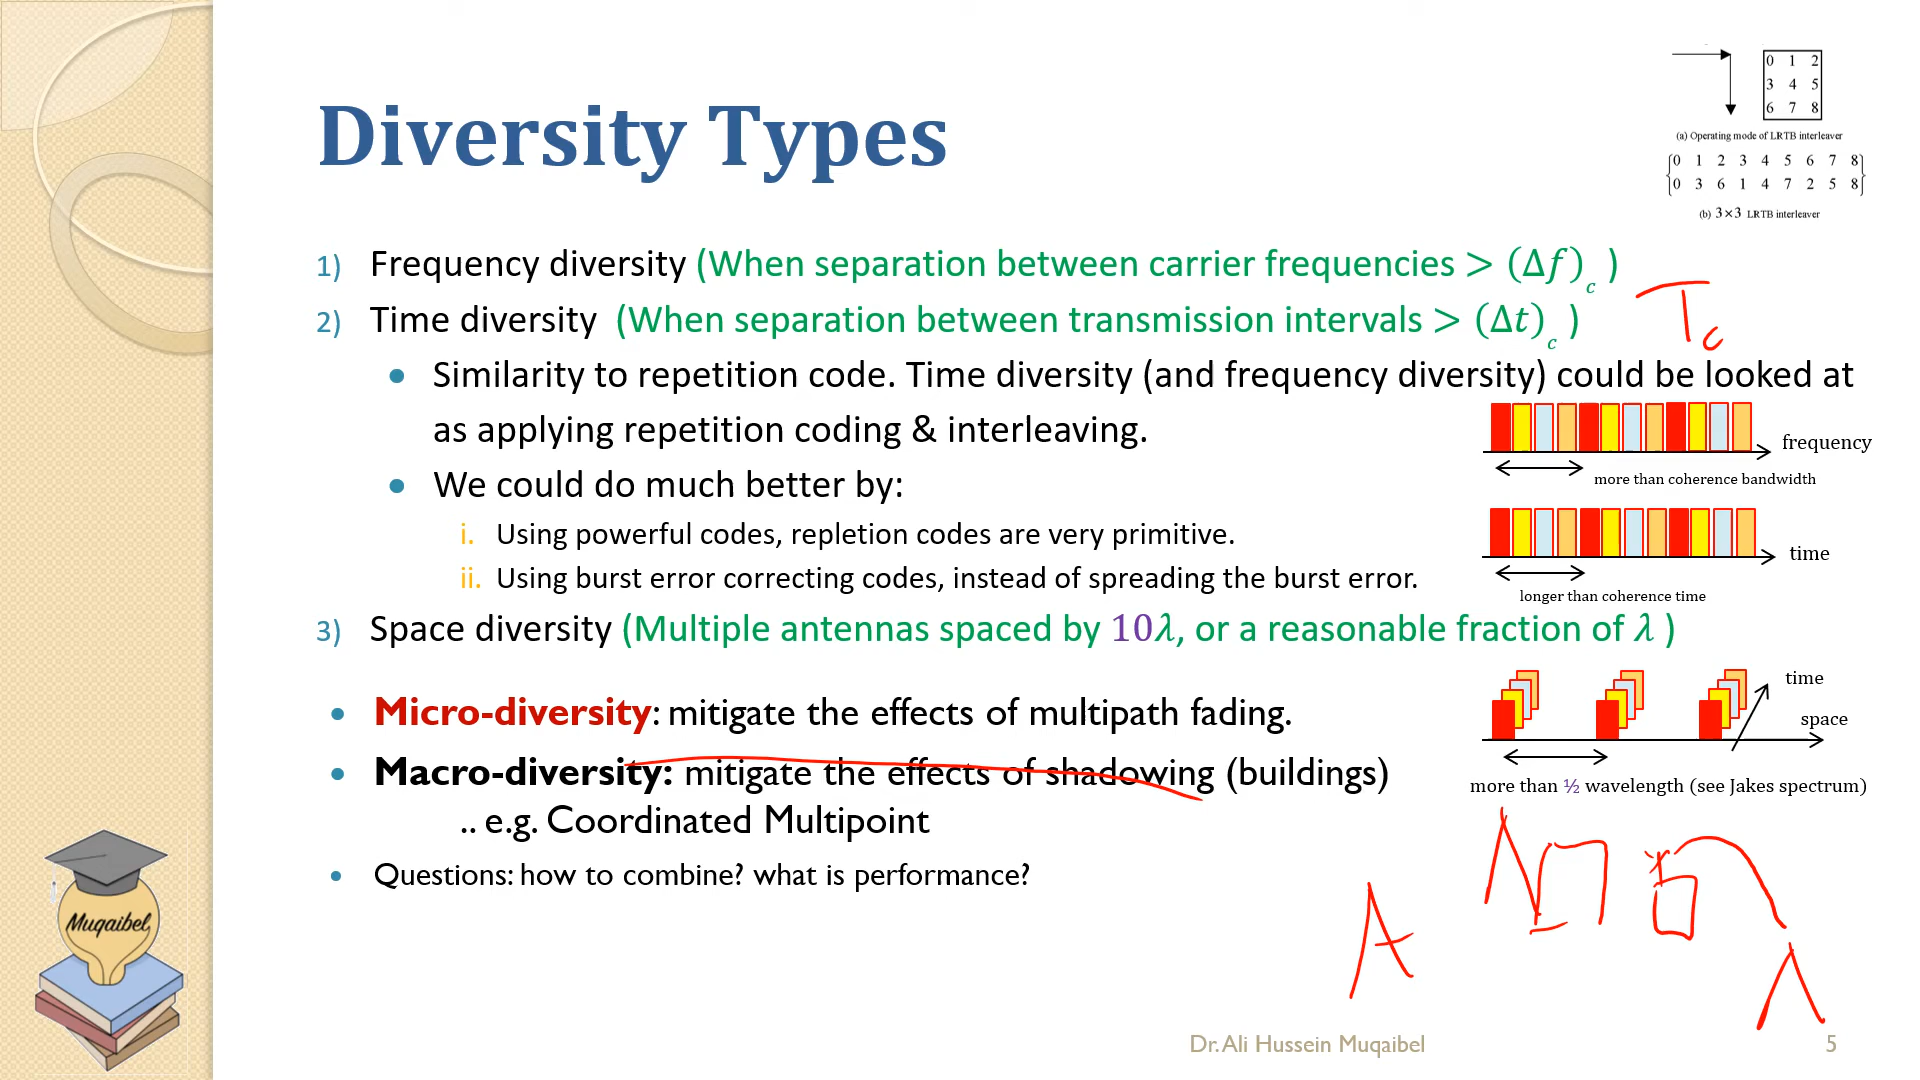 Diversity Types
0 1 2
3 4 5
6 7 8
(a) Operating mode of LRTB interleaver
0 1 2 3 4 5 6 7 8
0 3 6 1 4 7 2 5 8
(b) 3×3 LRTB interleaver
1) Frequency diversity (When separation between carrier frequencies > (Δf)c )
2) Time diversity (When separation between transmission intervals > (Δt)c )
Tc
• Similarity to repetition code. Time diversity (and frequency diversity) could be looked at
as applying repetition coding & interleaving.
• We could do much better by:
i. Using powerful codes, repletion codes are very primitive.
ii. Using burst error correcting codes, instead of spreading the burst error.
frequency
more than coherence bandwidth
time
longer than coherence time
3) Space diversity (Multiple antennas spaced by 10λ, or a reasonable fraction of λ )
• Micro-diversity: mitigate the effects of multipath fading.
• Macro-diversity: mitigate the effects of shadowing (buildings)
.. e.g. Coordinated Multipoint
• Questions: how to combine? what is performance?
time
space
more than ½ wavelength (see Jakes spectrum)
Muqaibel
Dr. Ali Hussein Muqaibel
5